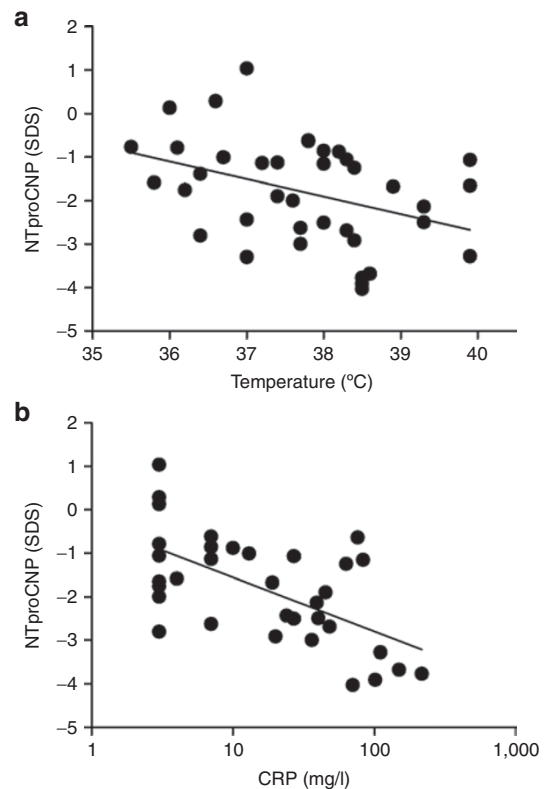 a
2
1
0
–1
–2
–3
–4
–5
NTproCNP (SDS)
35 36 37 38 39 40
Temperature (ºC)
b
2
1
0
–1
–2
–3
–4
–5
NTproCNP (SDS)
1 10 100 1,000
CRP (mg/l)